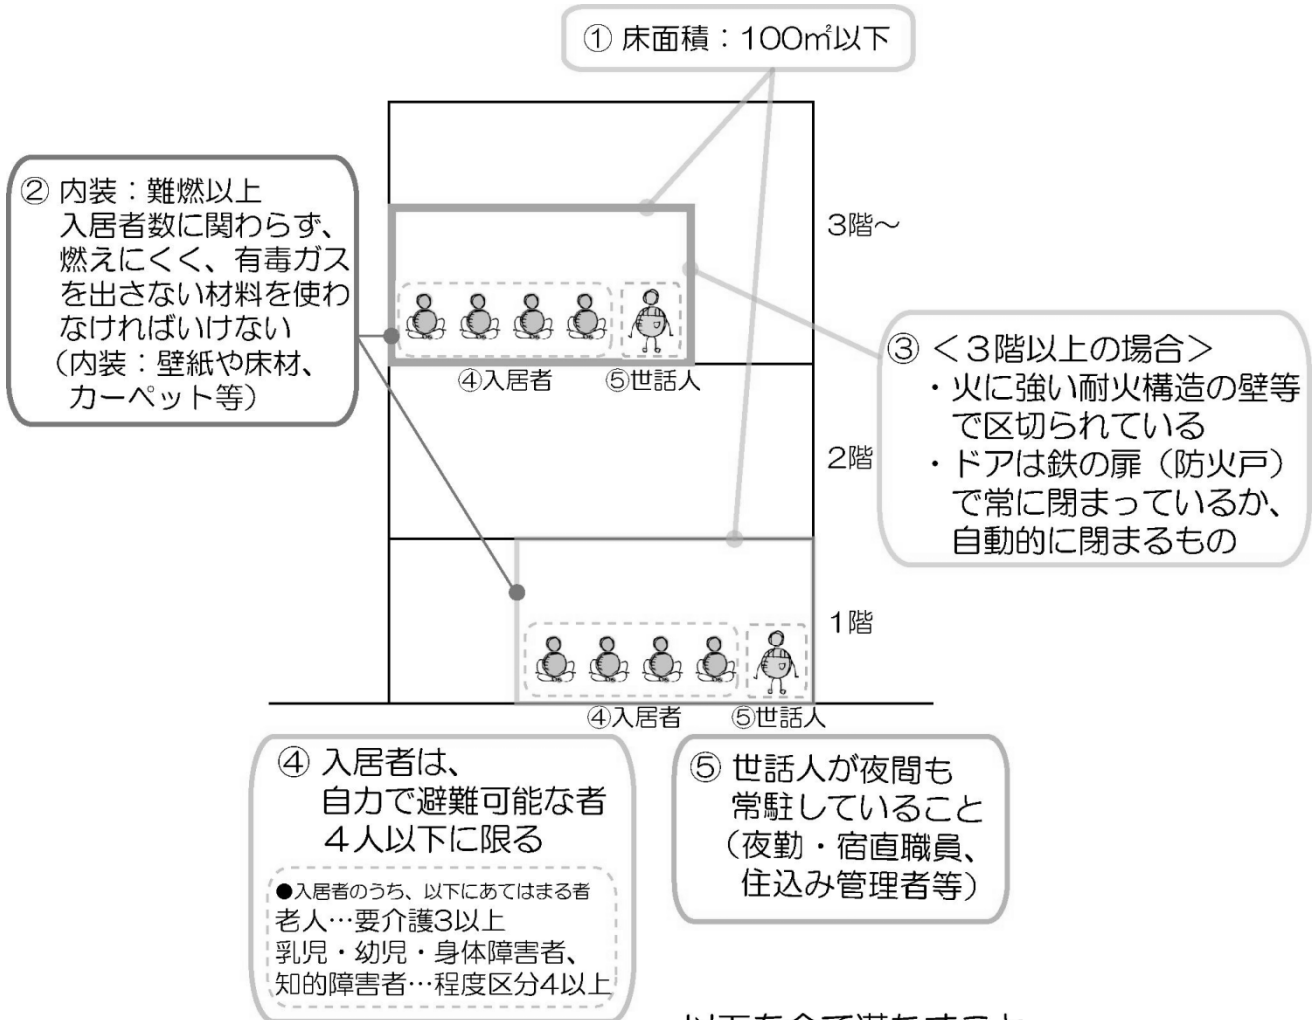 ① 床面積：100㎡以下
② 内装：難燃以上
入居者数に関わらず、
燃えにくく、有毒ガス
を出さない材料を使わ
なければいけない
（内装：壁紙や床材、
カーペット等）
3階～
④入居者 ⑤世話人
③ ＜３階以上の場合＞
・火に強い耐火構造の壁等
で区切られている
・ドアは鉄の扉（防火戸）
で常に閉まっているか、
自動的に閉まるもの
2階
1階
④入居者 ⑤世話人
④ 入居者は、
自力で避難可能な者
４人以下に限る
●入居者のうち、以下にあてはまる者
老人…要介護3以上
乳児・幼児・身体障害者、
知的障害者…程度区分4以上
⑤ 世話人が夜間も
常駐していること
（夜勤・宿直職員、
住込み管理者等）